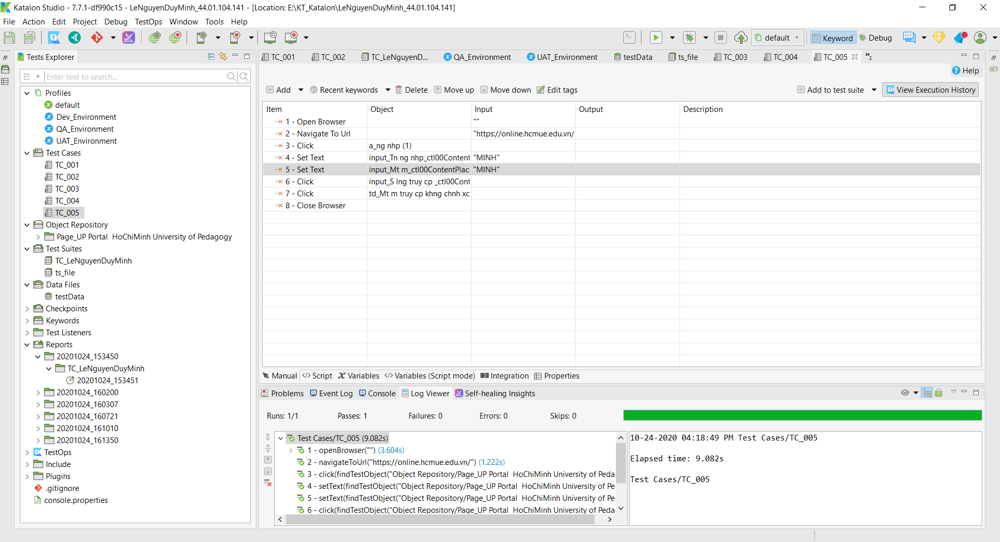 Katalon Studio - 7.7.1-df990c15 - LeNguyenDuyMinh_44.01.104.141 - [Location: E:\KT_Katalon\LeNguyenDuyMinh_44.01.104.141]
File Action Edit Project Debug TestOps Window Tools Help
default Keyword Debug
Tests Explorer
Enter text to search...
Profiles
default
Dev_Environment
QA_Environment
UAT_Environment
Test Cases
TC_001
TC_002
TC_003
TC_004
TC_005
Object Repository
Page_UP Portal  HoChiMinh University of Pedagogy
Test Suites
TC_LeNguyenDuyMinh
ts_file
Data Files
testData
Checkpoints
Keywords
Test Listeners
Reports
20201024_153450
TC_LeNguyenDuyMinh
20201024_153451
20201024_160200
20201024_160307
20201024_160721
20201024_161010
20201024_161350
TestOps
Include
Plugins
.gitignore
console.properties
TC_001 TC_002 TC_LeNguyenD... QA_Environment UAT_Environment testData ts_file TC_003 TC_004 TC_005 »2
Help
Add Recent keywords Delete Move up Move down Edit tags Add to test suite View Execution History
Item Object Input Output Description
1 - Open Browser ""
2 - Navigate To Url "https://online.hcmue.edu.vn/
3 - Click a_ng nhp (1)
4 - Set Text input_Tn ng nhp_ctl00Content "MINH"
5 - Set Text input_Mt m_ctl00ContentPlac "MINH"
6 - Click input_S lng truy cp _ctl00Cont
7 - Click td_Mt m truy cp khng chnh xc
8 - Close Browser
Manual </> Script Variables </> Variables (Script mode) Integration Properties
Problems Event Log Console Log Viewer Self-healing Insights
Runs: 1/1 Passes: 1 Failures: 0 Errors: 0 Skips: 0
Test Cases/TC_005 (9.082s)
1 - openBrowser("") (3.604s)
2 - navigateToUrl("https://online.hcmue.edu.vn/") (1.222s)
3 - click(findTestObject("Object Repository/Page_UP Portal  HoChiMinh University of Peda
4 - setText(findTestObject("Object Repository/Page_UP Portal  HoChiMinh University of Pe
5 - setText(findTestObject("Object Repository/Page_UP Portal  HoChiMinh University of Pe
6 - click(findTestObject("Object Repository/Page_UP Portal  HoChiMinh University of Peda
10-24-2020 04:18:49 PM Test Cases/TC_005
Elapsed time: 9.082s
Test Cases/TC_005